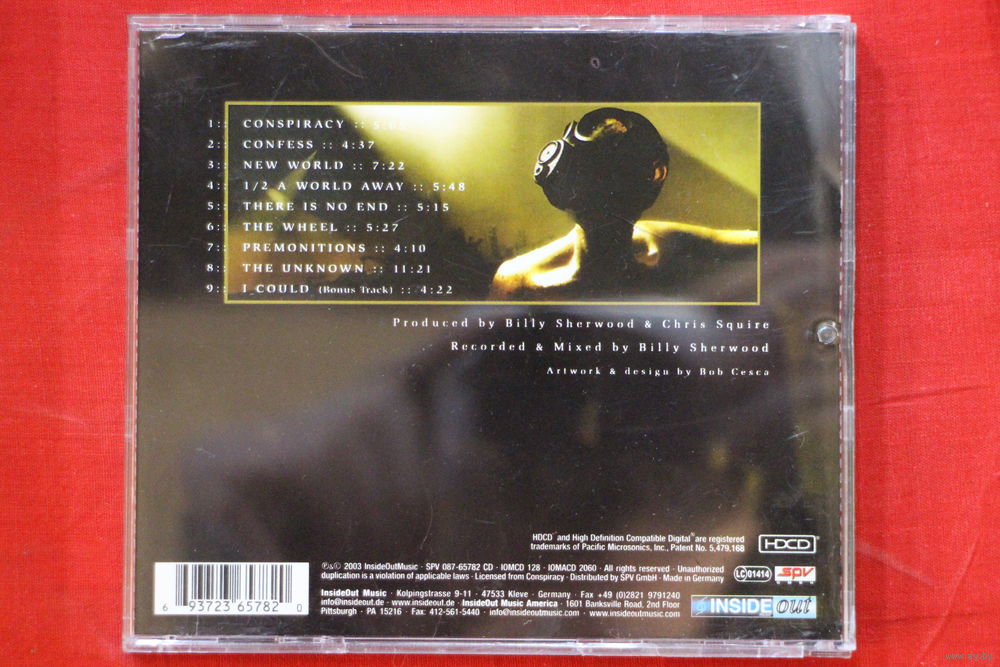 1:: CONSPIRACY :: 5:05
2:: CONFESS :: 4:37
3:: NEW WORLD :: 7:22
4:: 1/2 A WORLD AWAY :: 5:48
5:: THERE IS NO END :: 5:15
6:: THE WHEEL :: 5:27
7:: PREMONITIONS :: 4:10
8:: THE UNKNOWN :: 11:21
9:: I COULD (Bonus Track) :: 4:22
Produced by Billy Sherwood & Chris Squire
Recorded & Mixed by Billy Sherwood
Artwork & design by Bob Cesca
HDCD® and High Definition Compatible Digital® are registered
trademarks of Pacific Microsonics, Inc., Patent No. 5,479,168
HDCD
℗&© 2003 InsideOutMusic · SPV 087-65782 CD · IOMCD 128 · IOMACD 2060 · All rights reserved · Unauthorized
duplication is a violation of applicable laws · Licensed from Conspiracy · Distributed by SPV GmbH · Made in Germany
LC 01414
SPV
InsideOut Music · Kolpingstrasse 9-11 · 47533 Kleve · Germany · Fax +49 (0)2821 9791240
info@insideout.de · www.insideout.de · InsideOut Music America · 1601 Banksville Road, 2nd Floor
Pittsburgh · PA 15216 · Fax: 412-561-5440 · info@insideoutmusic.com · www.insideoutmusic.com
INSIDE out
6 93723 65782 0